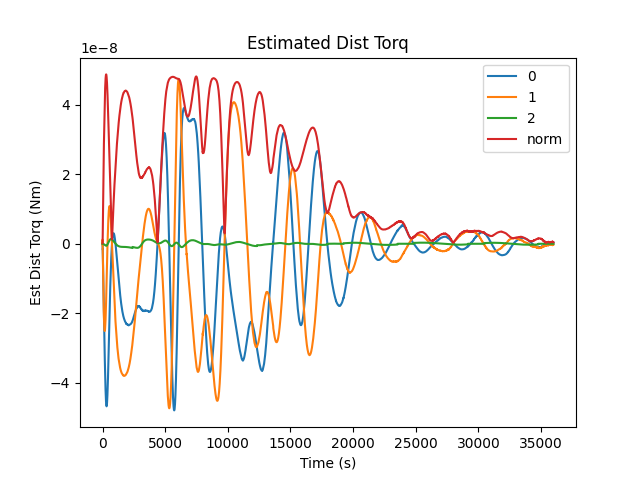 Estimated Dist Torq
1e−8
4
2
0
−2
−4
Est Dist Torq (Nm)
0
1
2
norm
0 5000 10000 15000 20000 25000 30000 35000
Time (s)